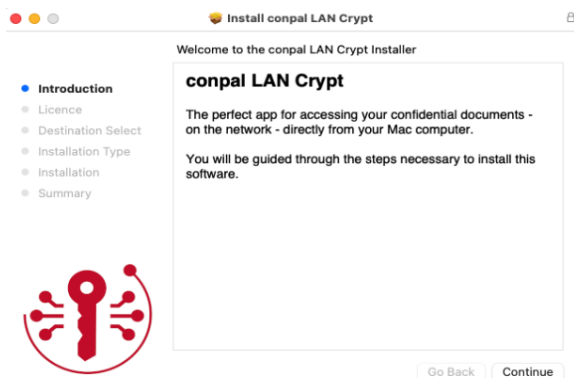 Install conpal LAN Crypt
Welcome to the conpal LAN Crypt Installer
Introduction
Licence
Destination Select
Installation Type
Installation
Summary
conpal LAN Crypt
The perfect app for accessing your confidential documents -
on the network - directly from your Mac computer.
You will be guided through the steps necessary to install this
software.
Go Back
Continue